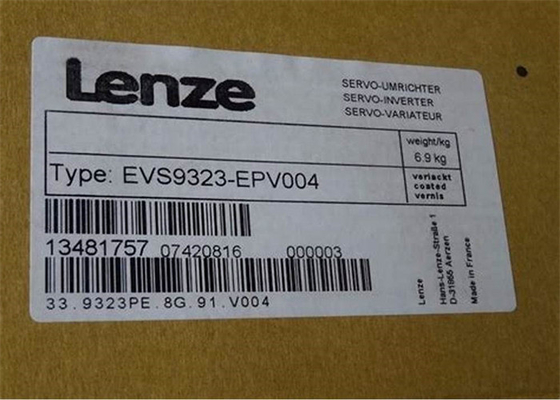 Lenze
SERVO-UMRICHTER
SERVO-INVERTER
SERVO-VARIATEUR
weight/kg
6.9 kg
Type: EVS9323-EPV004
verlackt
coated
vernis
13481757 07420816 000003
33.9323PE.8G.91.V004
Lenze
Hans-Lenze-Straße 1
D-31855 Aerzen
Made in France